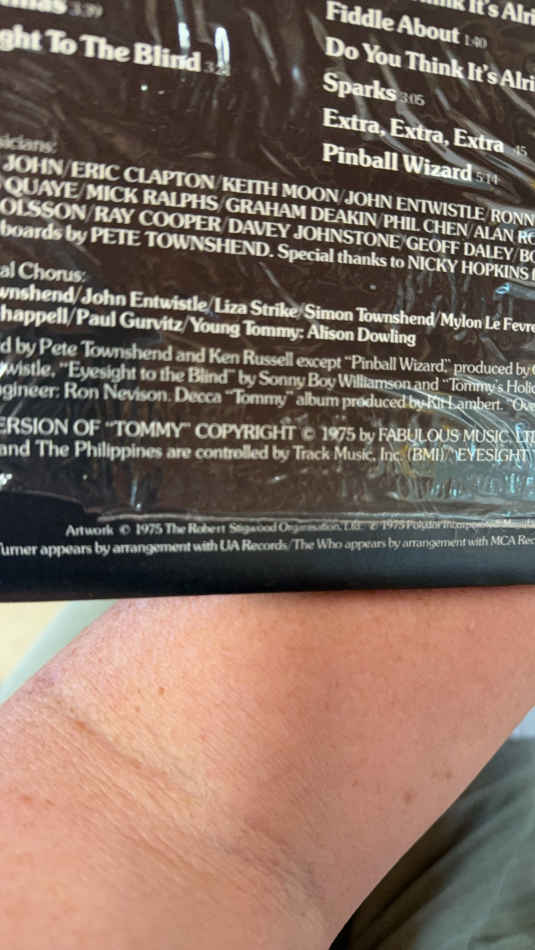 3:39
ght To The Blind
Fiddle About 1:40
Do You Think It's Alri
Sparks 3:05
Extra, Extra, Extra :45
Pinball Wizard 5:14
sicians:
JOHN/ERIC CLAPTON/KEITH MOON/JOHN ENTWISTLE/RONN
QUAYE/MICK RALPHS/GRAHAM DEAKIN/PHIL CHEN/ALAN RO
OLSSON/RAY COOPER/DAVEY JOHNSTONE/GEOFF DALEY/BO
boards by PETE TOWNSHEND. Special thanks to NICKY HOPKINS f
al Chorus:
wnshend/John Entwistle/Liza Strike/Simon Townshend/Mylon Le Fevre
happell/Paul Gurvitz/Young Tommy: Alison Dowling
d by Pete Townshend and Ken Russell except "Pinball Wizard," produced by
wistle, "Eyesight to the Blind" by Sonny Boy Williamson and "Tommy's Holid
ngineer: Ron Nevison. Decca "Tommy" album produced by Kit Lambert. "Ove
ERSION OF "TOMMY" COPYRIGHT © 1975 by FABULOUS MUSIC, LTD
and The Philippines are controlled by Track Music, Inc. (BMI)/"EYESIGHT
Artwork © 1975 The Robert Stigwood Organisation, Ltd. ℗ 1975 Polydor Incorporated
Turner appears by arrangement with UA Records/The Who appears by arrangement with MCA Rec